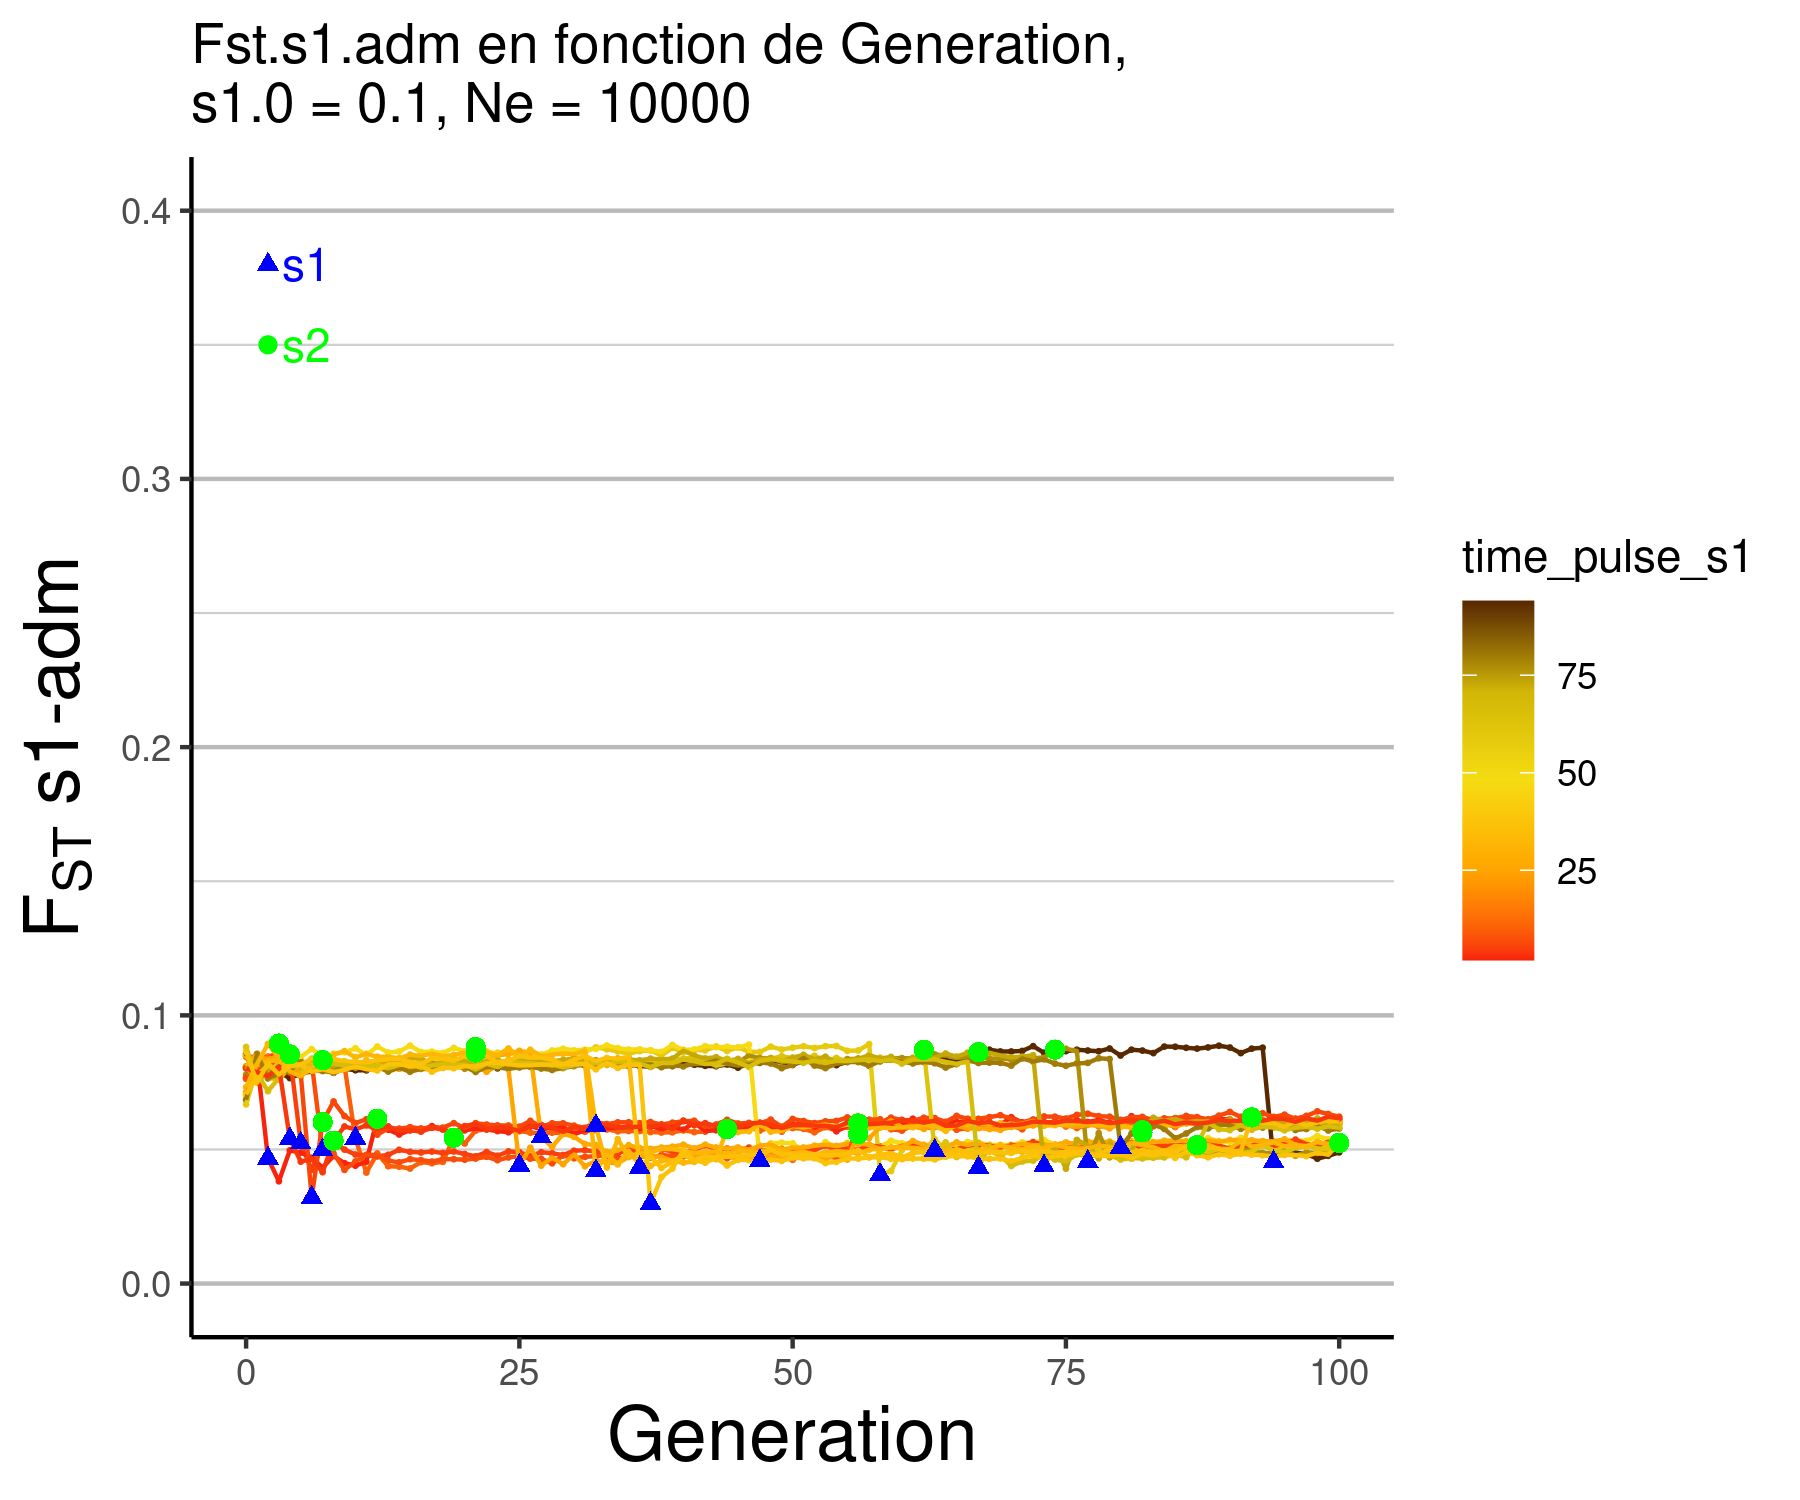 Fst.s1.adm en fonction de Generation,
s1.0 = 0.1, Ne = 10000
0.4
s1
s2
0.3
0.2
0.1
0.0
FST s1-adm
0
25
50
75
100
Generation
time_pulse_s1
75
50
25